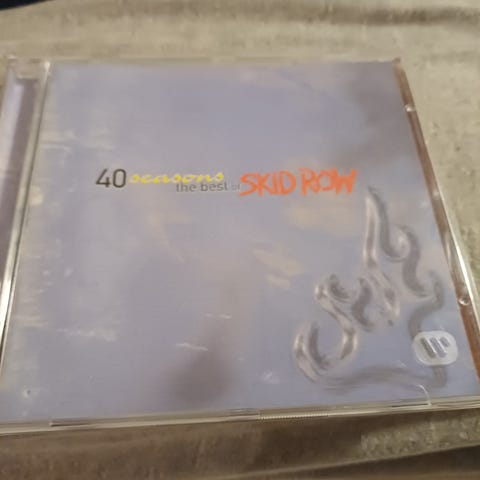 40 seasons
the best of SKID ROW